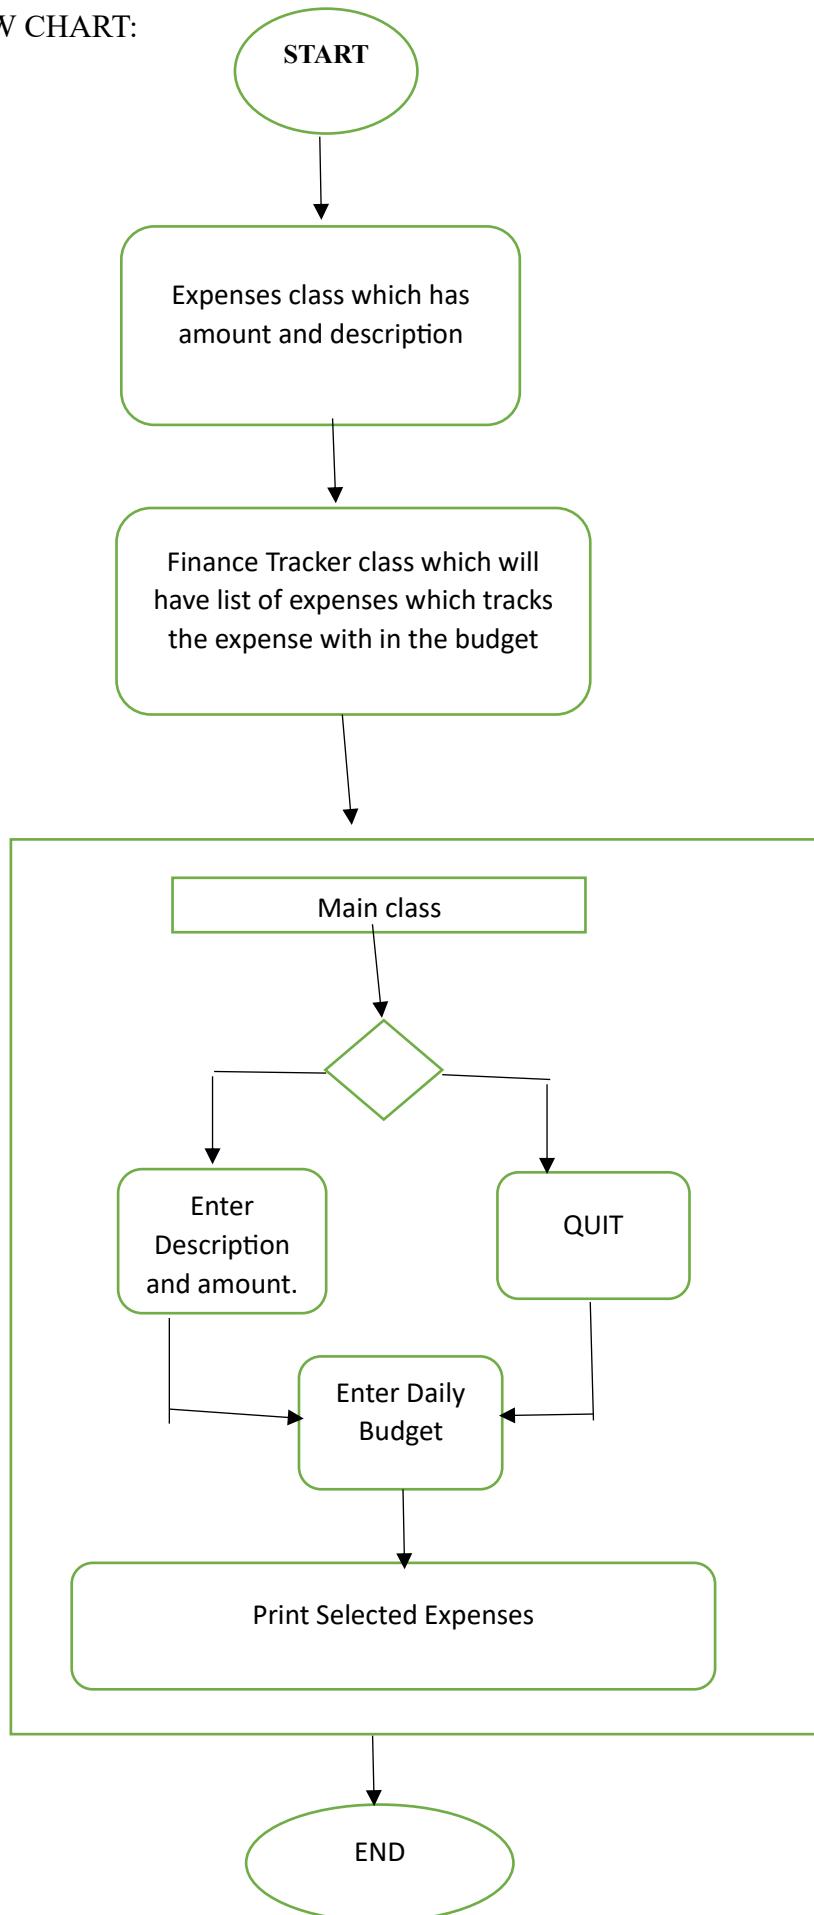 W CHART:
START
Expenses class which has
amount and description
Finance Tracker class which will
have list of expenses which tracks
the expense with in the budget
Main class
Enter
Description
and amount.
QUIT
Enter Daily
Budget
Print Selected Expenses
END